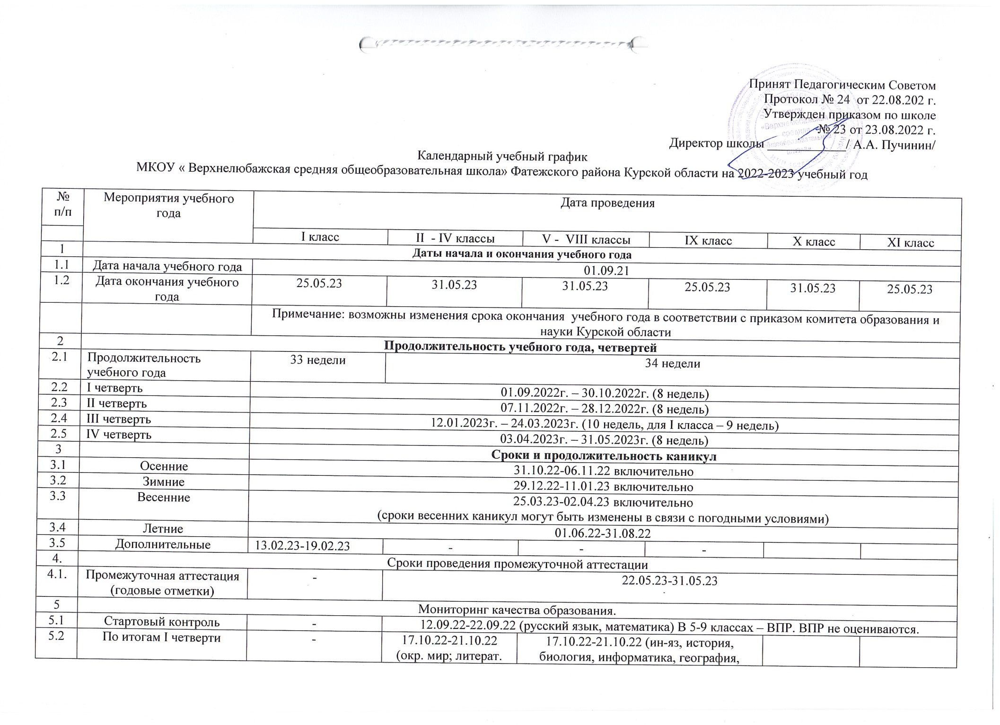 Принят Педагогическим Советом
Протокол № 24 от 22.08.202 г.
Утвержден приказом по школе
№ 23 от 23.08.2022 г.
Директор школы ____________/ А.А. Пучинин/
МКОУ
«Верхнелюбажская
средняя
общеобразовательная
школа»
Календарный учебный график
МКОУ « Верхнелюбажская средняя общеобразовательная школа» Фатежского района Курской области на 2022-2023 учебный год
№ п/п Мероприятия учебного года Дата проведения
I класс II - IV классы V - VIII классы IX класс X класс XI класс
1 Даты начала и окончания учебного года
1.1 Дата начала учебного года 01.09.21
1.2 Дата окончания учебного года 25.05.23 31.05.23 31.05.23 25.05.23 31.05.23 25.05.23
Примечание: возможны изменения срока окончания учебного года в соответствии с приказом комитета образования и
науки Курской области
2 Продолжительность учебного года, четвертей
2.1 Продолжительность учебного года 33 недели 34 недели
2.2 I четверть 01.09.2022г. – 30.10.2022г. (8 недель)
2.3 II четверть 07.11.2022г. – 28.12.2022г. (8 недель)
2.4 III четверть 12.01.2023г. – 24.03.2023г. (10 недель, для I класса – 9 недель)
2.5 IV четверть 03.04.2023г. – 31.05.2023г. (8 недель)
3 Сроки и продолжительность каникул
3.1 Осенние 31.10.22-06.11.22 включительно
3.2 Зимние 29.12.22-11.01.23 включительно
3.3 Весенние 25.03.23-02.04.23 включительно
(сроки весенних каникул могут быть изменены в связи с погодными условиями)
3.4 Летние 01.06.22-31.08.22
3.5 Дополнительные 13.02.23-19.02.23 - - -
4. Сроки проведения промежуточной аттестации
4.1. Промежуточная аттестация (годовые отметки) - 22.05.23-31.05.23
5 Мониторинг качества образования.
5.1 Стартовый контроль - 12.09.22-22.09.22 (русский язык, математика) В 5-9 классах – ВПР. ВПР не оцениваются.
5.2 По итогам I четверти - 17.10.22-21.10.22 17.10.22-21.10.22 (ин-яз, история,
(окр. мир; литерат. биология, информатика, география,